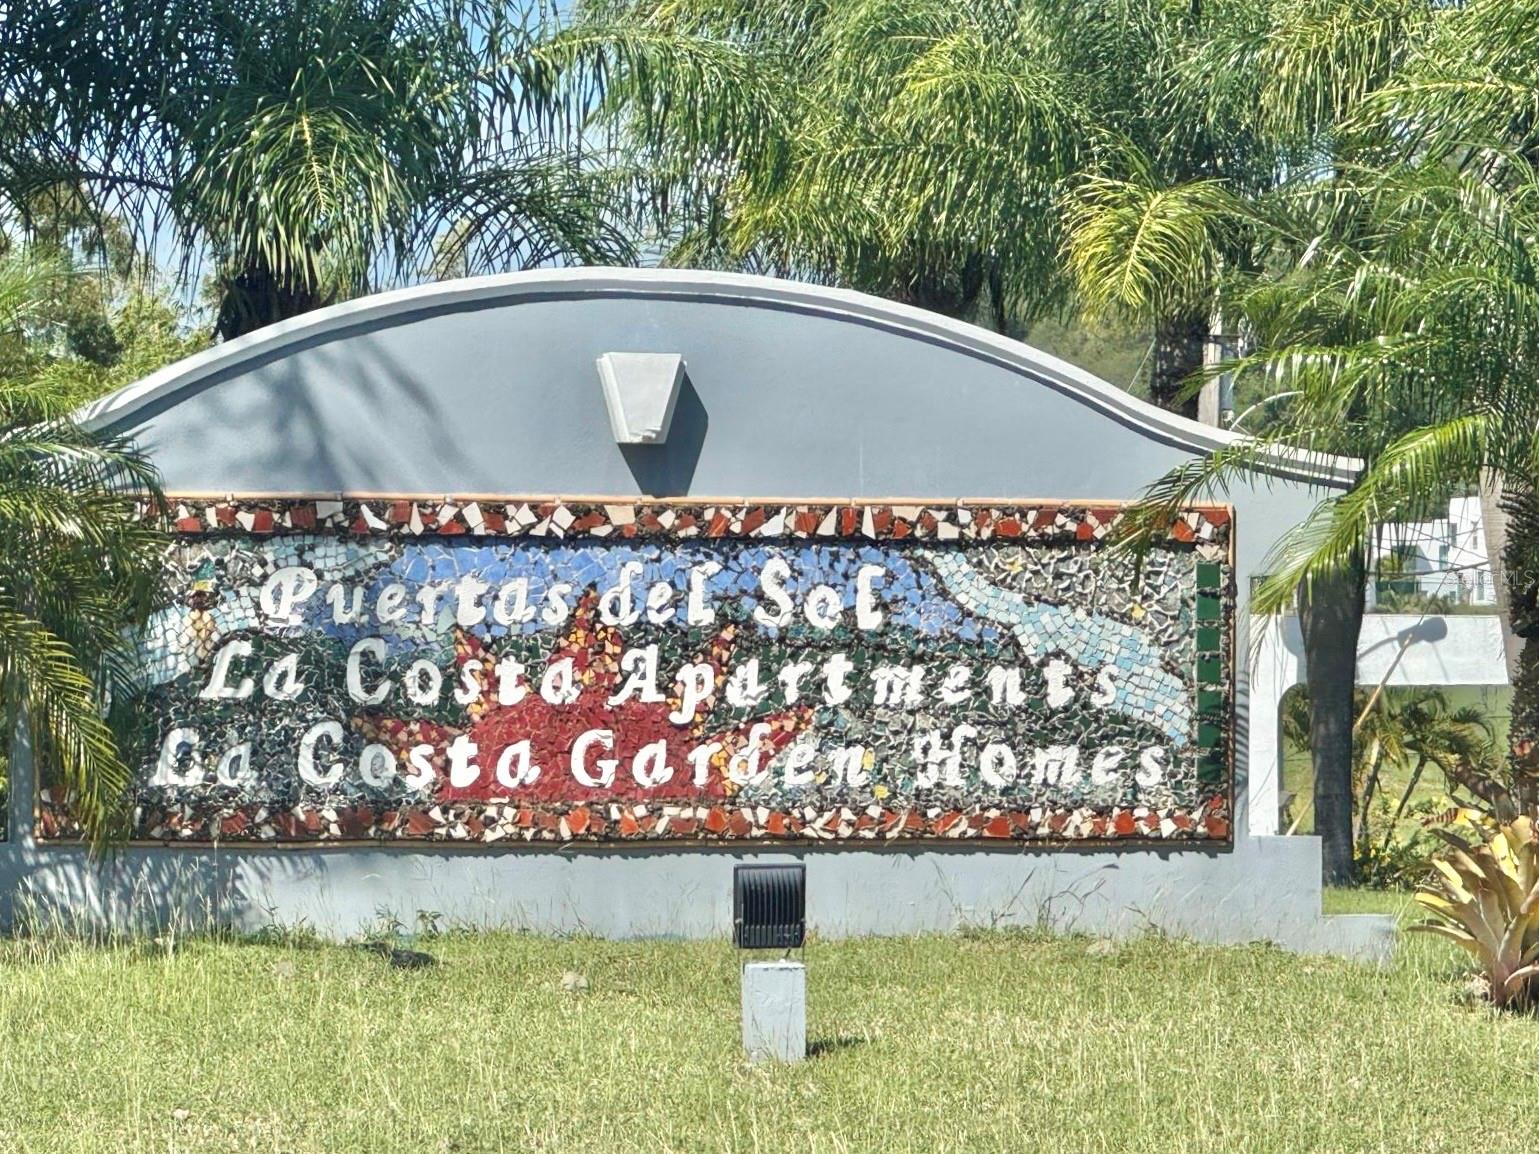 Puertas del Sol
La Costa Apartments
La Costa Garden Homes